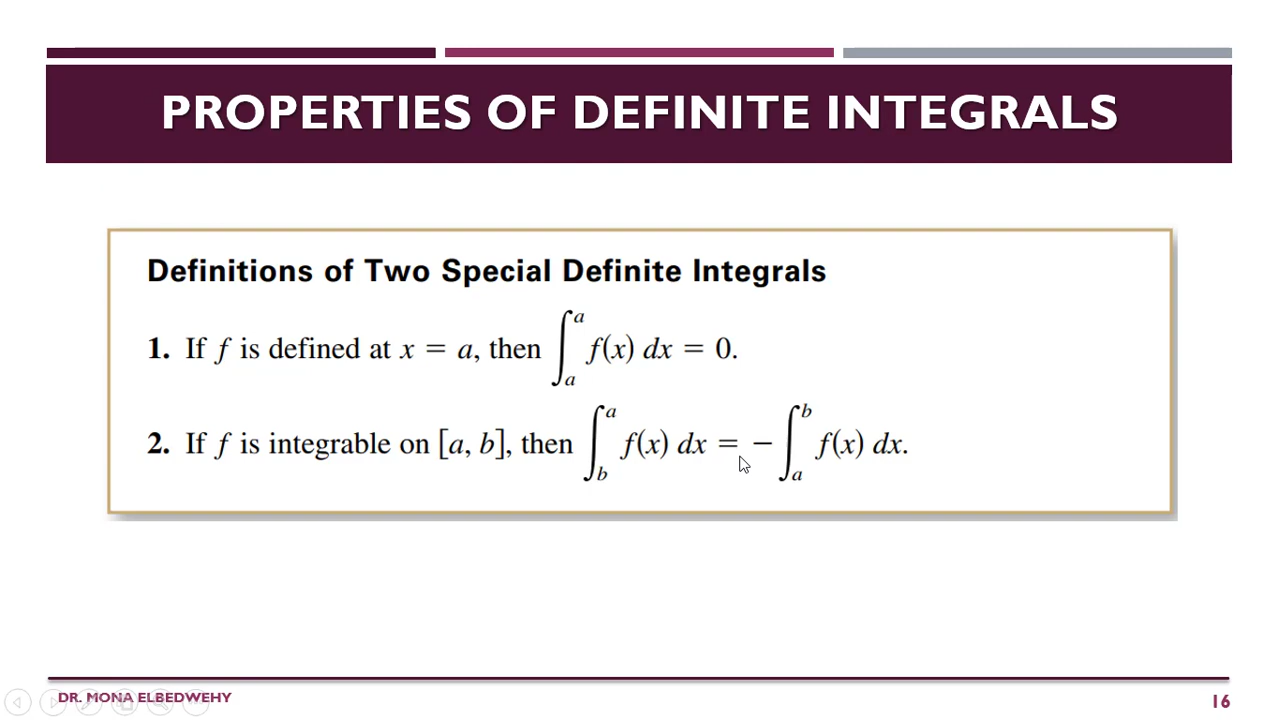 PROPERTIES OF DEFINITE INTEGRALS
Definitions of Two Special Definite Integrals
1. If f is defined at x = a, then ∫_a^a f(x) dx = 0.
2. If f is integrable on [a, b], then ∫_b^a f(x) dx = −∫_a^b f(x) dx.
DR. MONA ELBEDWEHY
16